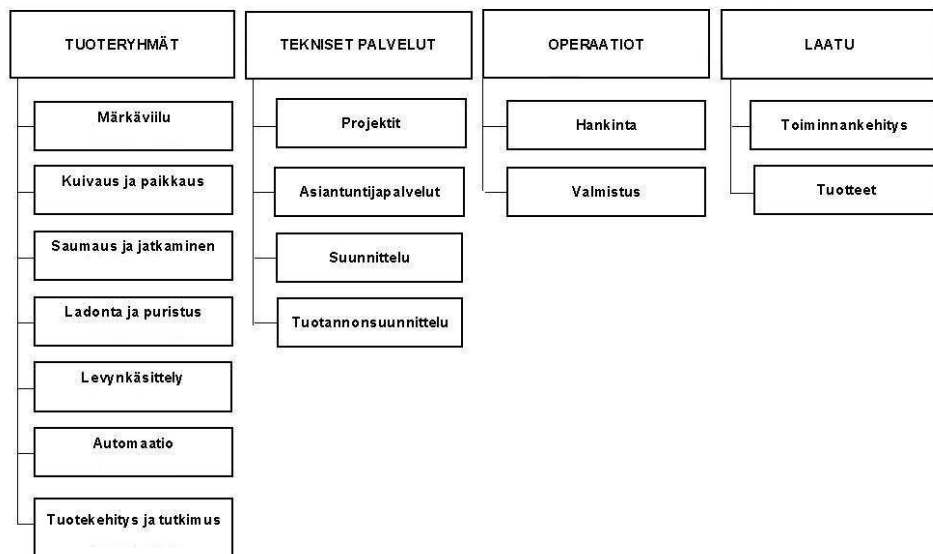 TUOTERYHMÄT
Märkäviilu
Kuivaus ja paikkaus
Saumaus ja jatkaminen
Ladonta ja puristus
Levynkäsittely
Automaatio
Tuotekehitys ja tutkimus
TEKNISET PALVELUT
Projektit
Asiantuntijapalvelut
Suunnittelu
Tuotannonsuunnittelu
OPERAATIOT
Hankinta
Valmistus
LAATU
Toiminnankehitys
Tuotteet